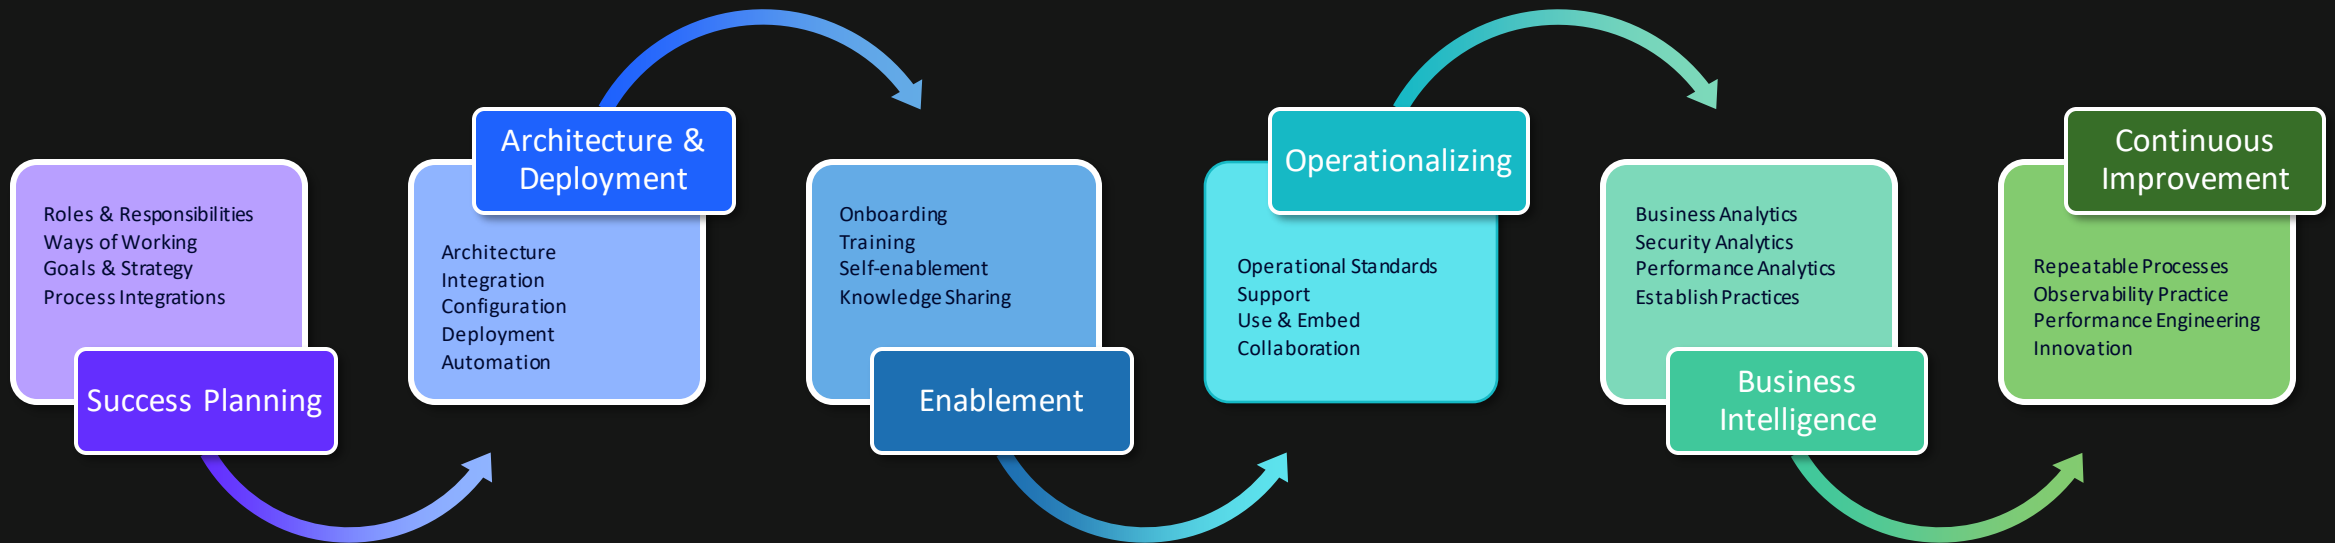 Roles & Responsibilities
Ways of Working
Goals & Strategy
Process Integrations
Success Planning
Architecture &
Deployment
Architecture
Integration
Configuration
Deployment
Automation
Onboarding
Training
Self-enablement
Knowledge Sharing
Enablement
Operationalizing
Operational Standards
Support
Use & Embed
Collaboration
Business Analytics
Security Analytics
Performance Analytics
Establish Practices
Business
Intelligence
Continuous
Improvement
Repeatable Processes
Observability Practice
Performance Engineering
Innovation